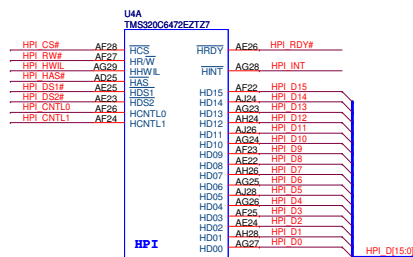 U4A
TMS320C6472EZTZ7
HPI_CS# AF28 HCS HRDY AE26 HPI_RDY#
HPI_RW# AF27 HR/W
HPI_HWIL AG29 HHWIL HINT AG28 HPI_INT
HPI_HAS# AD25 HAS
HPI_DS1# AE25 HDS1 HD15 AF22 HPI_D15
HPI_DS2# AE23 HDS2 HD14 AJ24 HPI_D14
HPI_CNTL0 AF26 HCNTL0 HD13 AG23 HPI_D13
HPI_CNTL1 AF24 HCNTL1 HD12 AH24 HPI_D12
HD11 AJ26 HPI_D11
HD10 AG24 HPI_D10
HD09 AF23 HPI_D9
HD08 AE22 HPI_D8
HD07 AH26 HPI_D7
HD06 AG25 HPI_D6
HD05 AJ28 HPI_D5
HD04 AG26 HPI_D4
HD03 AF25 HPI_D3
HD02 AE24 HPI_D2
HD01 AH28 HPI_D1
HPI HD00 AG27 HPI_D0
HPI_D[15:0]